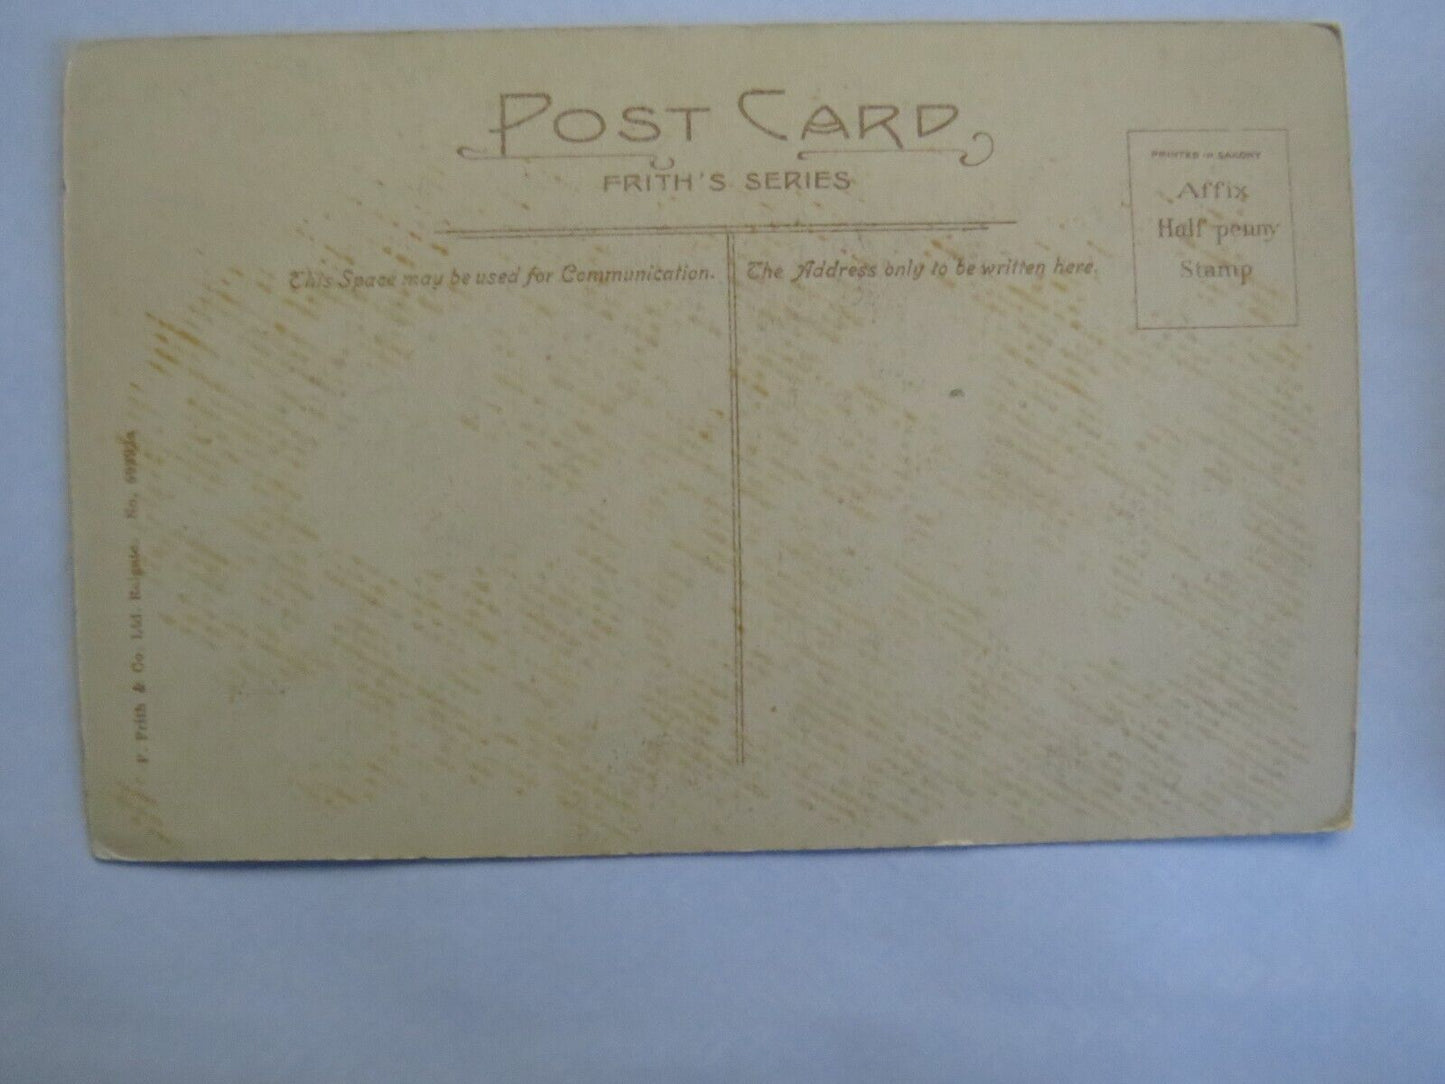 POST CARD
FRITH'S SERIES
This Space may be used for Communication.
The Address only to be written here.
PRINTED IN SAXONY
Affix
Half penny
Stamp
F. Frith & Co Ltd. Reigate. No.